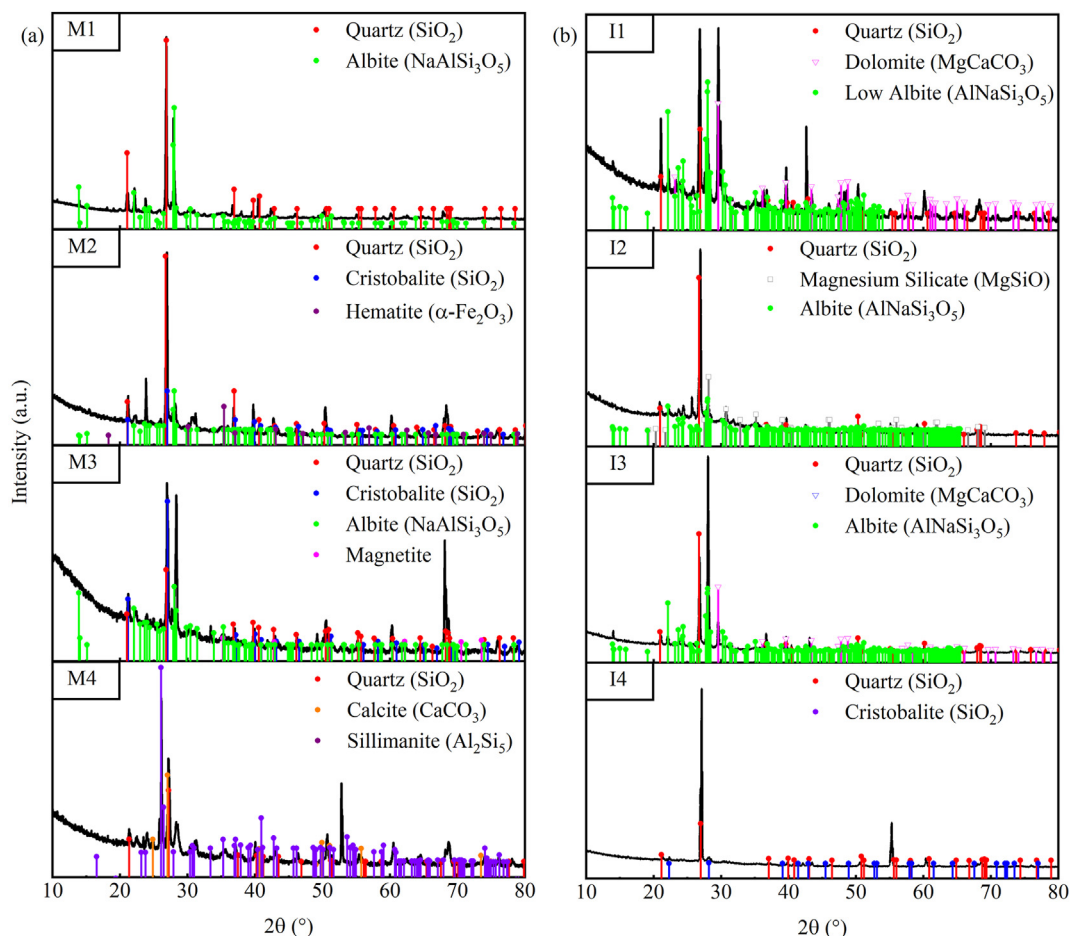 (a)
M1
Quartz (SiO₂)
Albite (NaAlSi₃O₅)
M2
Quartz (SiO₂)
Cristobalite (SiO₂)
Hematite (α-Fe₂O₃)
M3
Quartz (SiO₂)
Cristobalite (SiO₂)
Albite (NaAlSi₃O₅)
Magnetite
M4
Quartz (SiO₂)
Calcite (CaCO₃)
Sillimanite (Al₂Si₅)
Intensity (a.u.)
10 20 30 40 50 60 70 80
2θ (°)
(b)
I1
Quartz (SiO₂)
Dolomite (MgCaCO₃)
Low Albite (AlNaSi₃O₅)
I2
Quartz (SiO₂)
Magnesium Silicate (MgSiO)
Albite (AlNaSi₃O₅)
I3
Quartz (SiO₂)
Dolomite (MgCaCO₃)
Albite (AlNaSi₃O₅)
I4
Quartz (SiO₂)
Cristobalite (SiO₂)
10 20 30 40 50 60 70 80
2θ (°)